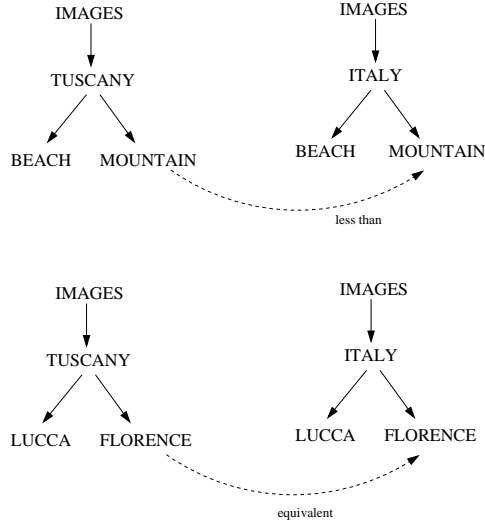 IMAGES
TUSCANY
BEACH MOUNTAIN
IMAGES
ITALY
BEACH MOUNTAIN
less than
IMAGES
TUSCANY
LUCCA FLORENCE
IMAGES
ITALY
LUCCA FLORENCE
equivalent